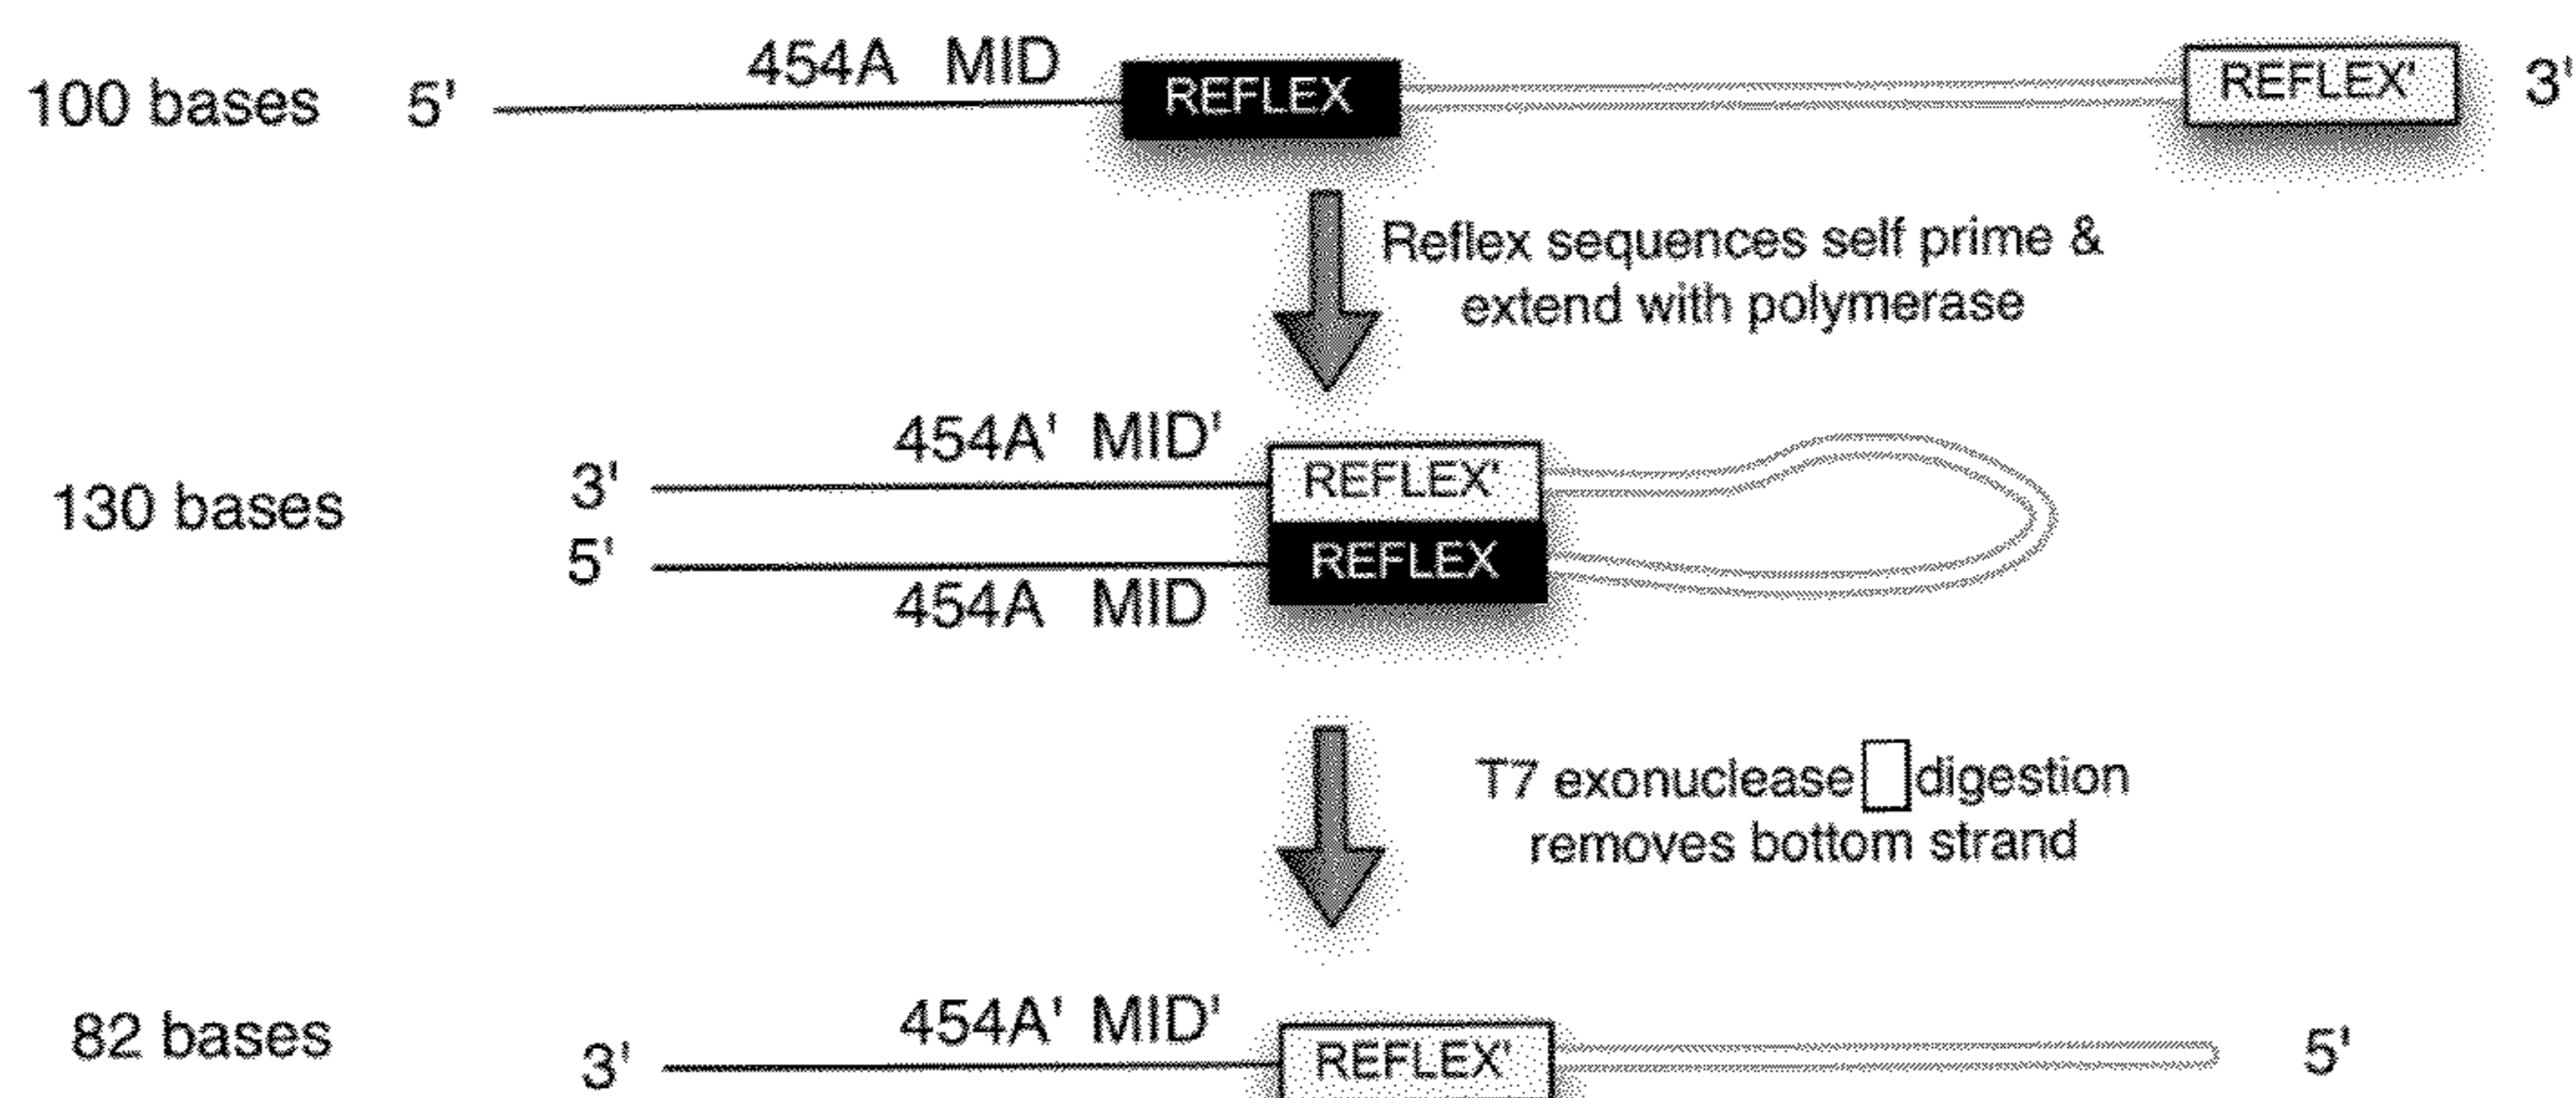 454A MID
100 bases 5' REFLEX REFLEX' 3'
Reflex sequences self prime &
extend with polymerase
454A' MID'
3' REFLEX'
130 bases
5' REFLEX
454A MID
T7 exonuclease digestion
removes bottom strand
454A' MID'
82 bases 3' REFLEX' 5'